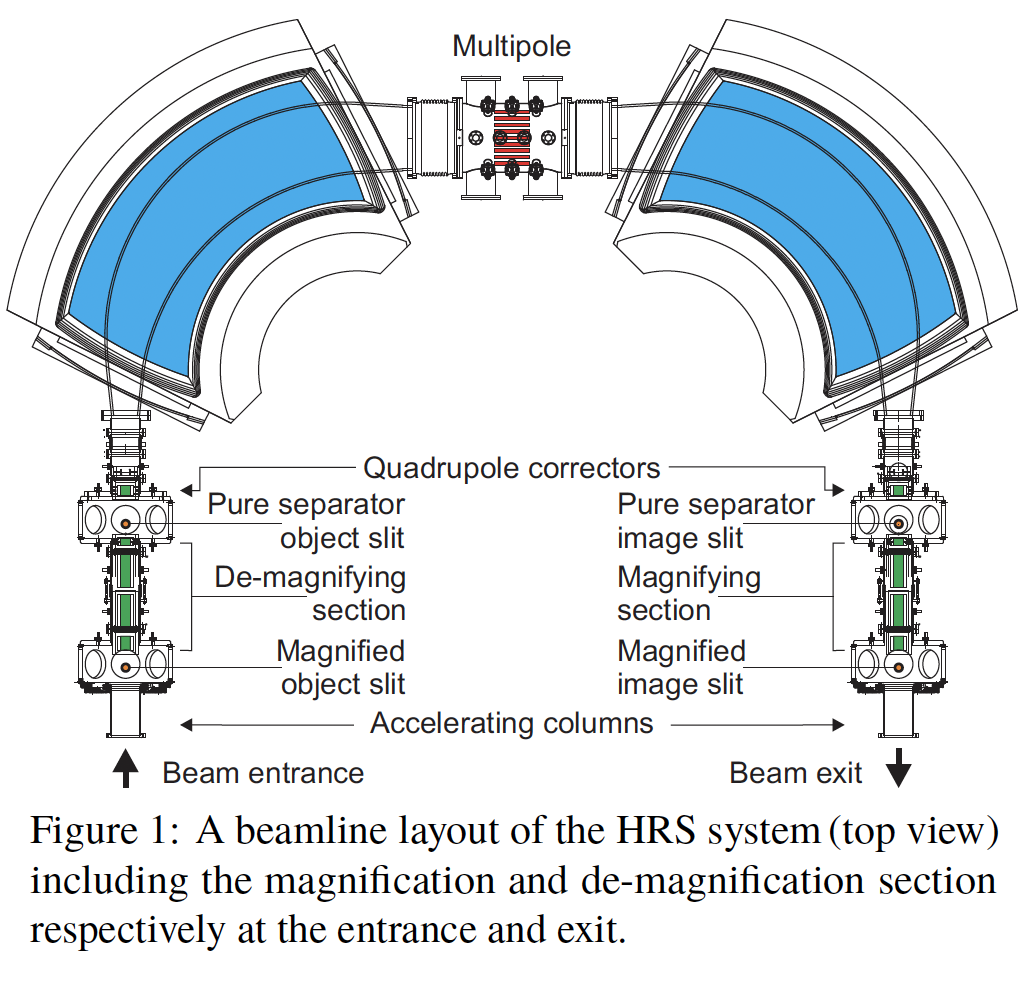 Multipole
Quadrupole correctors
Pure separator
object slit
Pure separator
image slit
De-magnifying
section
Magnifying
section
Magnified
object slit
Magnified
image slit
Accelerating columns
Beam entrance
Beam exit
Figure 1: A beamline layout of the HRS system (top view)
including the magnification and de-magnification section
respectively at the entrance and exit.